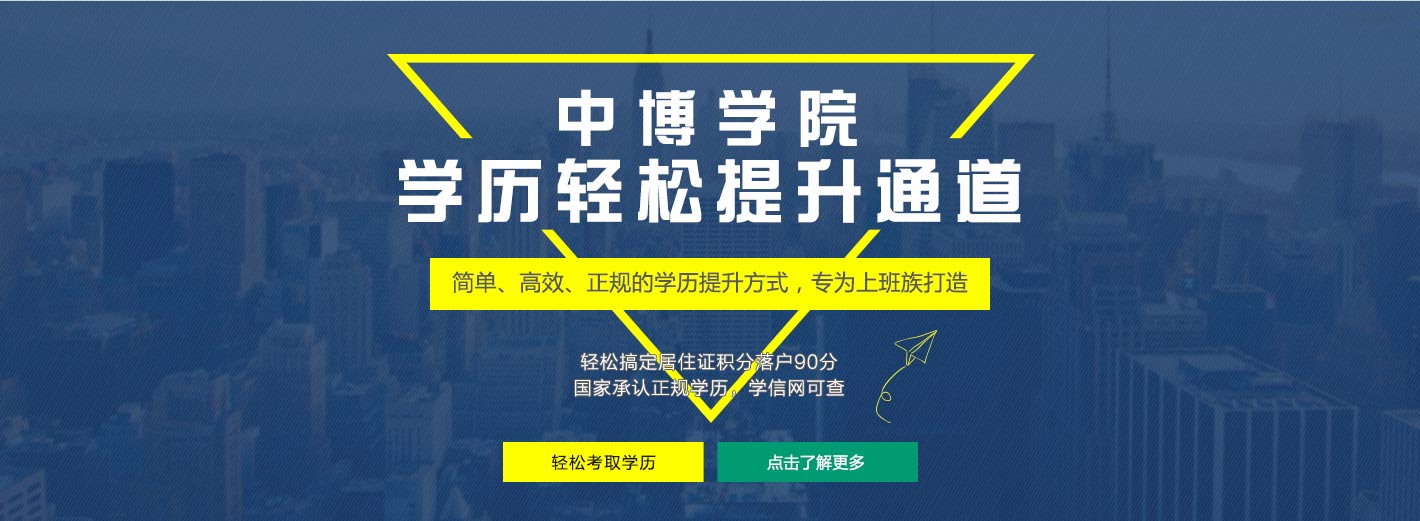 中博学院
学历轻松提升通道
简单、高效、正规的学历提升方式，专为上班族打造
轻松搞定居住证积分落户90分
国家承认正规学历，学信网可查
轻松考取学历
点击了解更多